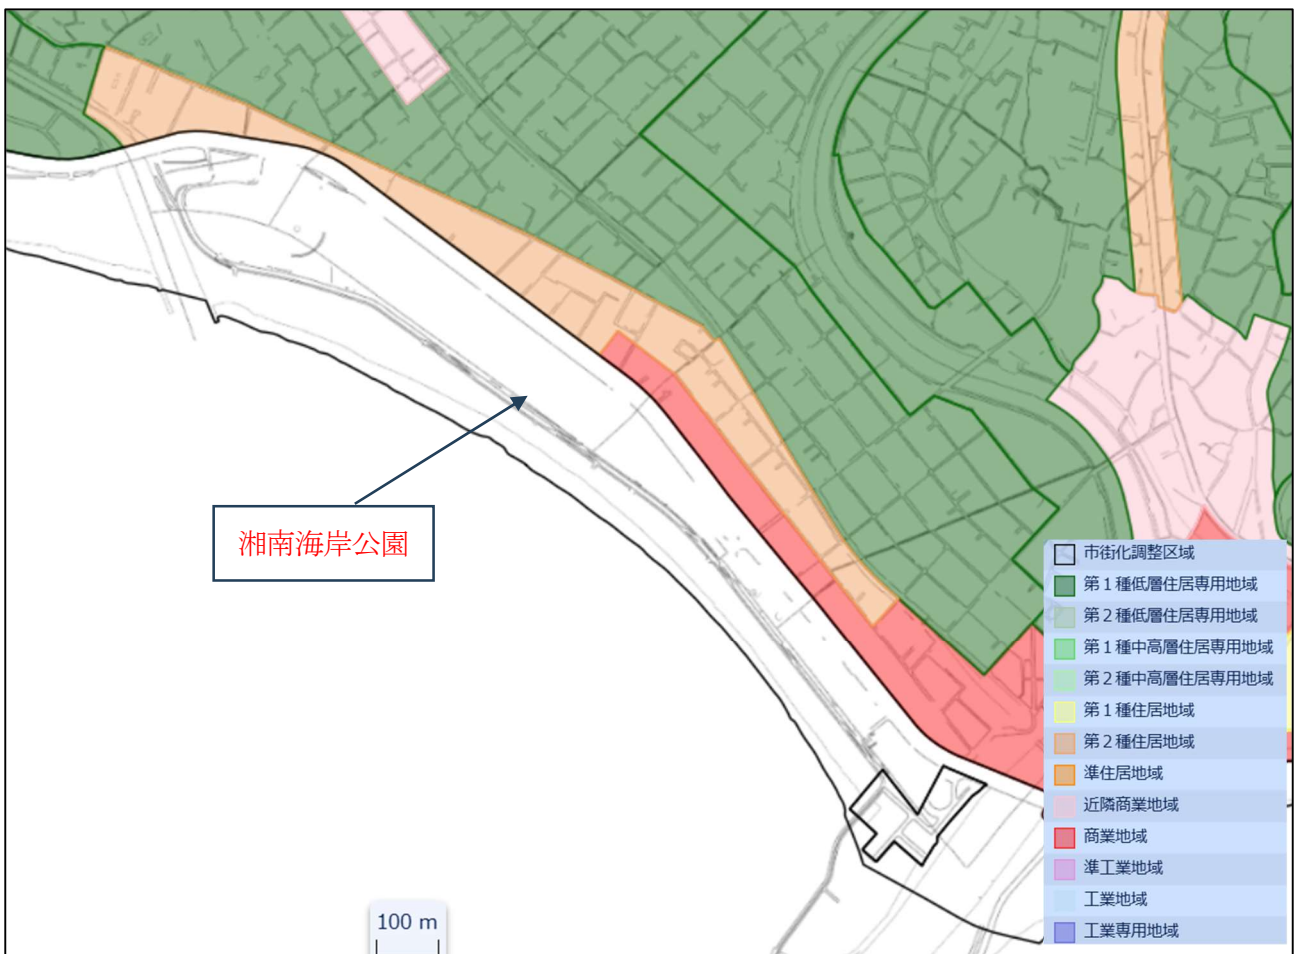 湘南海岸公園
市街化調整区域
第１種低層住居専用地域
第２種低層住居専用地域
第１種中高層住居専用地域
第２種中高層住居専用地域
第１種住居地域
第２種住居地域
準住居地域
近隣商業地域
商業地域
準工業地域
工業地域
工業専用地域
100 m